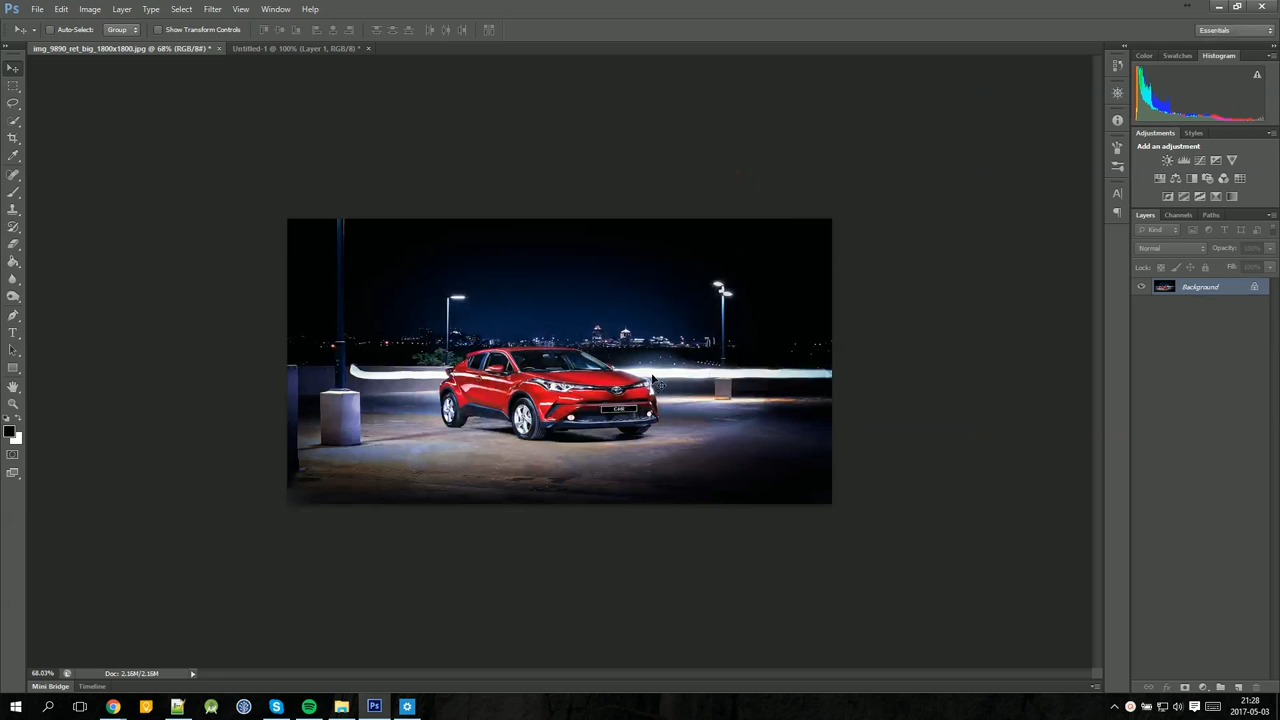 Ps File Edit Image Layer Type Select Filter View Window Help
Auto-Select: Group Show Transform Controls Essentials
img_9890_ret_big_1800x1800.jpg @ 68% (RGB/8#) * × Untitled-1 @ 100% (Layer 1, RGB/8) * ×
Color Swatches Histogram
Adjustments Styles
Add an adjustment
Layers Channels Paths
Kind
Normal Opacity: 100%
Lock: Fill: 100%
Background
C-HR
68.03% Doc: 2.16M/2.16M
Mini Bridge Timeline
21:28
2017-05-03